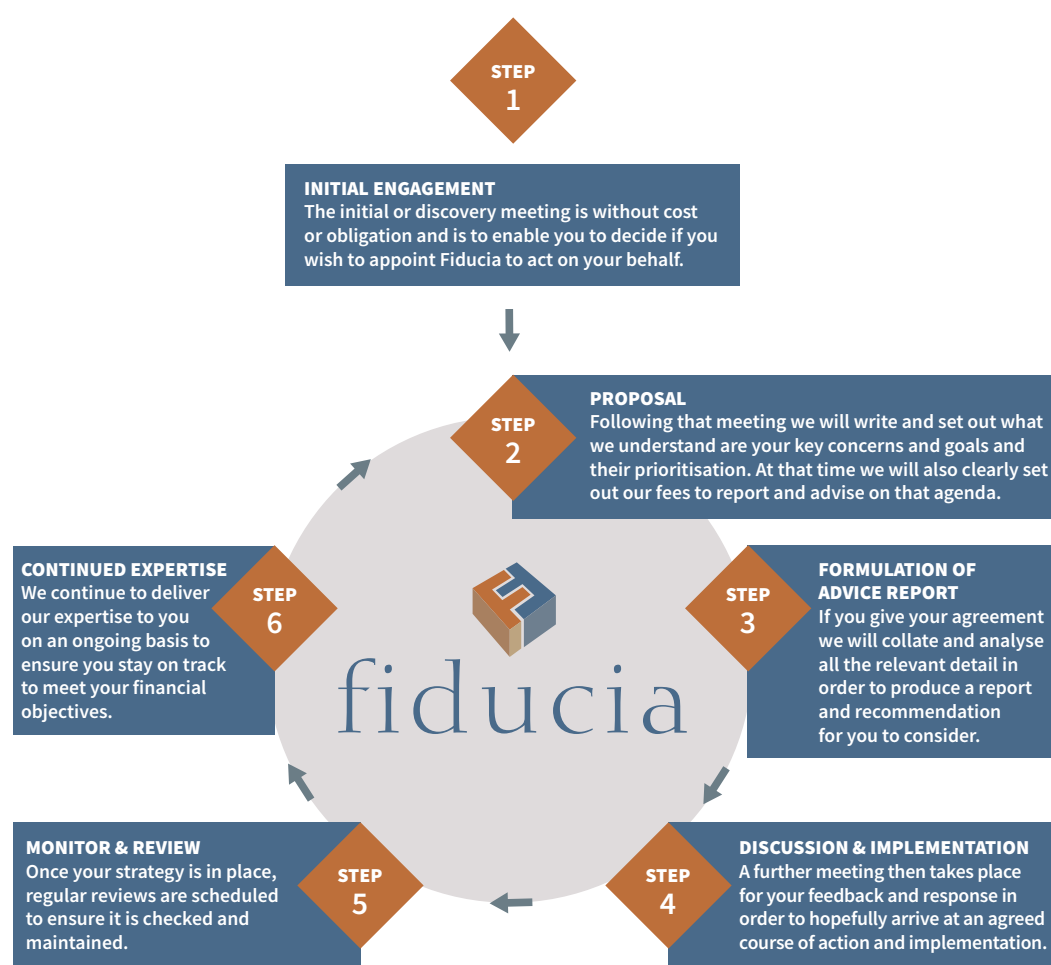 STEP
1
INITIAL ENGAGEMENT
The initial or discovery meeting is without cost
or obligation and is to enable you to decide if you
wish to appoint Fiducia to act on your behalf.
STEP
2
PROPOSAL
Following that meeting we will write and set out what
we understand are your key concerns and goals and
their prioritisation. At that time we will also clearly set
out our fees to report and advise on that agenda.
STEP
3
FORMULATION OF
ADVICE REPORT
If you give your agreement
we will collate and analyse
all the relevant detail in
order to produce a report
and recommendation
for you to consider.
STEP
4
DISCUSSION & IMPLEMENTATION
A further meeting then takes place
for your feedback and response in
order to hopefully arrive at an agreed
course of action and implementation.
STEP
5
MONITOR & REVIEW
Once your strategy is in place,
regular reviews are scheduled
to ensure it is checked and
maintained.
STEP
6
CONTINUED EXPERTISE
We continue to deliver
our expertise to you
on an ongoing basis to
ensure you stay on track
to meet your financial
objectives.
fiducia